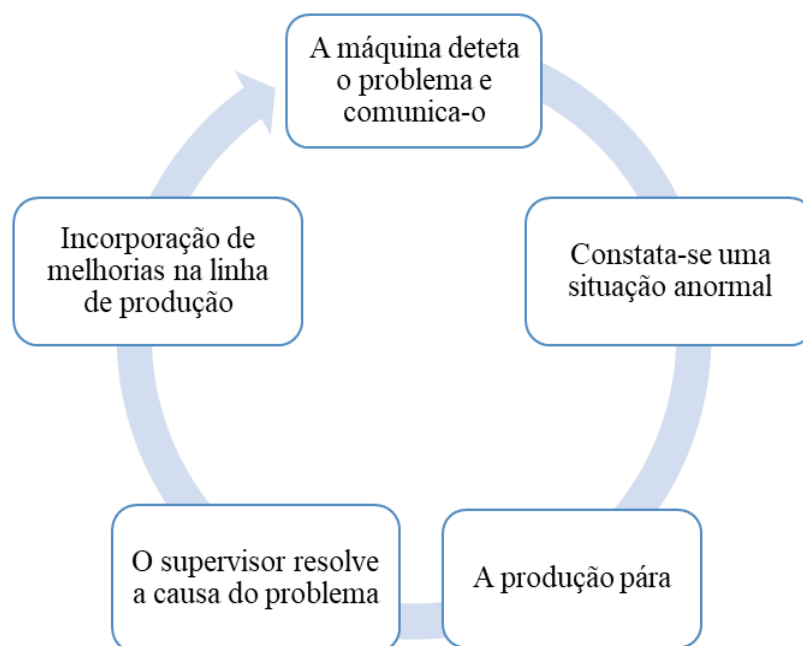 A máquina deteta
o problema e
comunica-o
Constata-se uma
situação anormal
A produção pára
O supervisor resolve
a causa do problema
Incorporação de
melhorias na linha
de produção